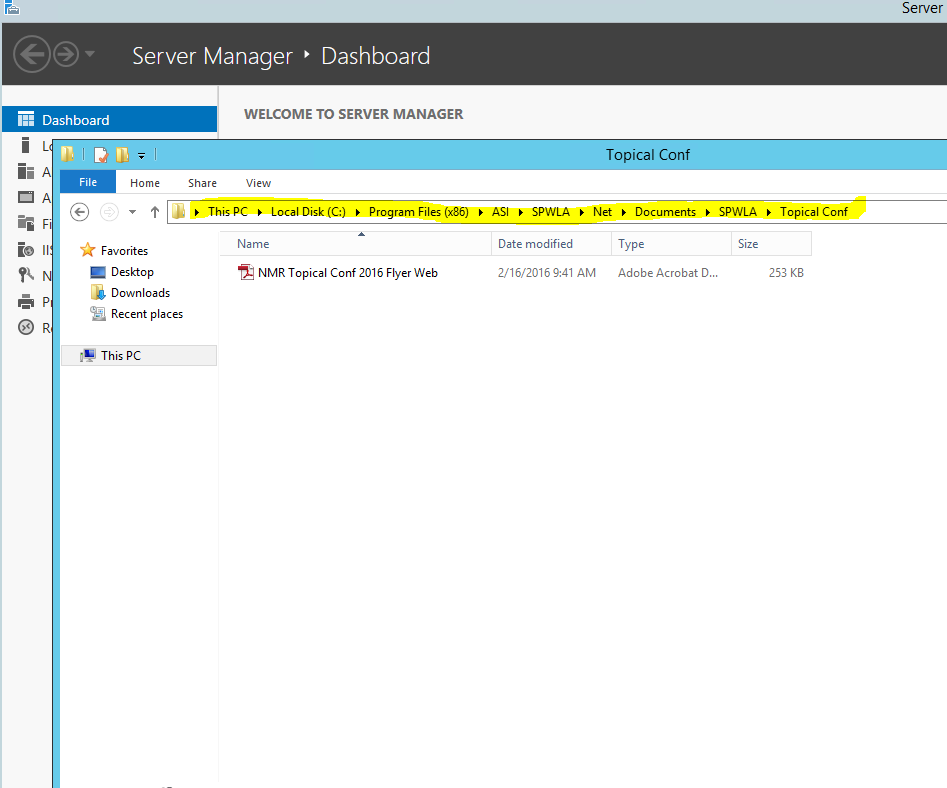 Server
Server Manager ‣ Dashboard
Dashboard
WELCOME TO SERVER MANAGER
Topical Conf
File Home Share View
This PC ▸ Local Disk (C:) ▸ Program Files (x86) ▸ ASI ▸ SPWLA ▸ Net ▸ Documents ▸ SPWLA ▸ Topical Conf
Name Date modified Type Size
NMR Topical Conf 2016 Flyer Web 2/16/2016 9:41 AM Adobe Acrobat D... 253 KB
Favorites
Desktop
Downloads
Recent places
This PC
Lo
A
A
Fi
IIS
N
Pr
Re